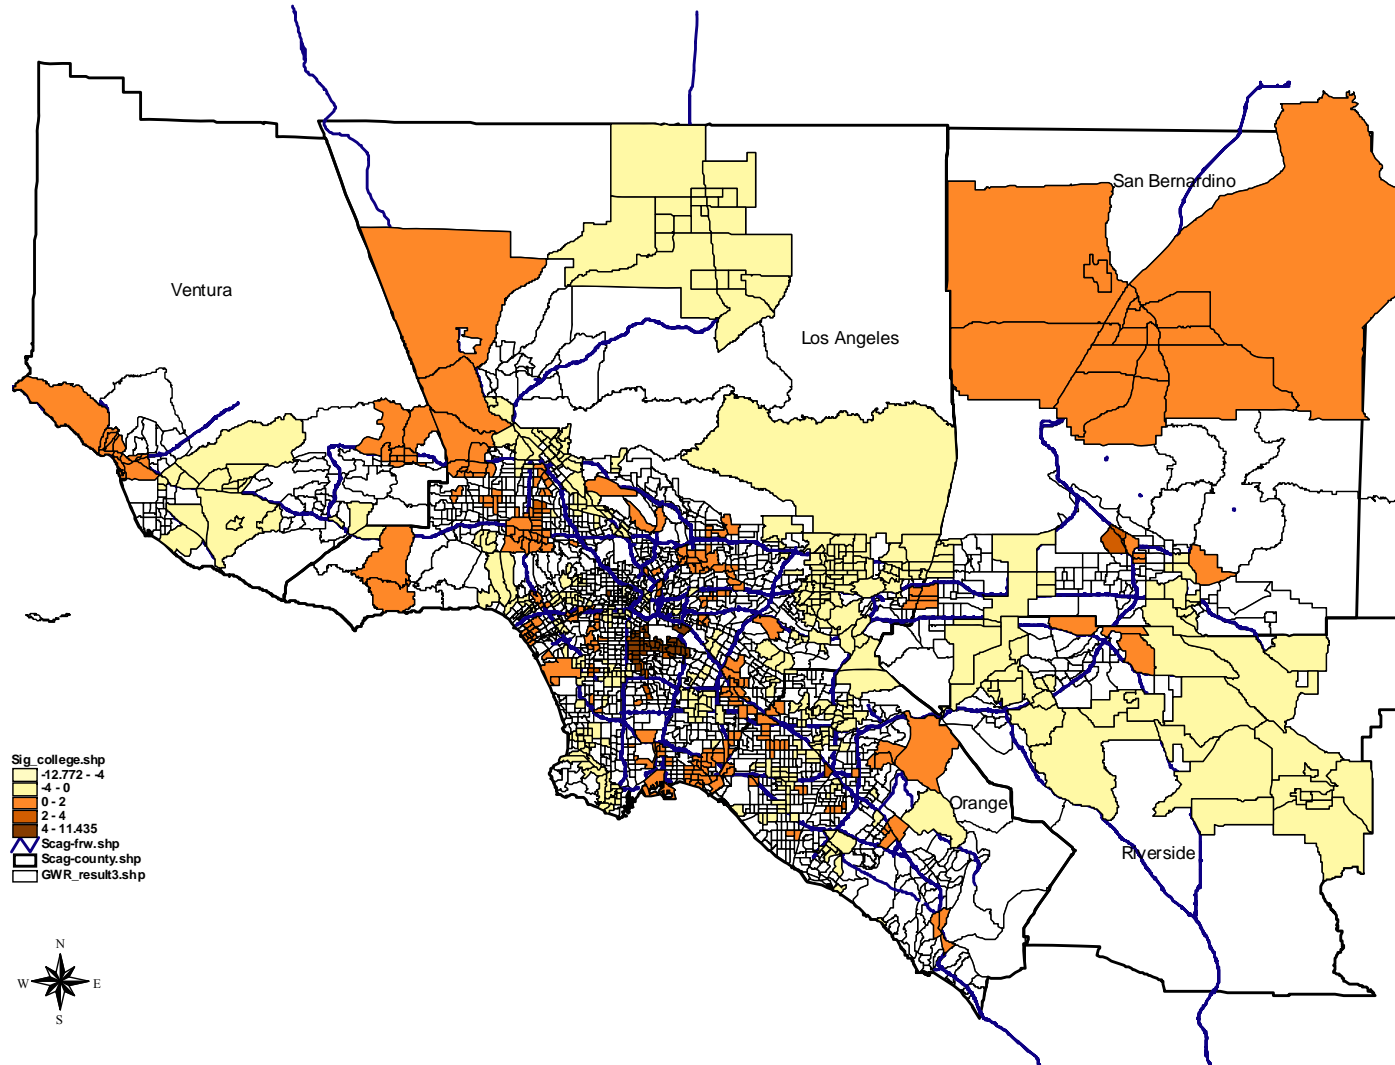 San Bernardino
Ventura
Los Angeles
Orange
Riverside
Sig_college.shp
-12.772 - -4
-4 - 0
0 - 2
2 - 4
4 - 11.435
Scag-frw.shp
Scag-county.shp
GWR_result3.shp
N
W E
S